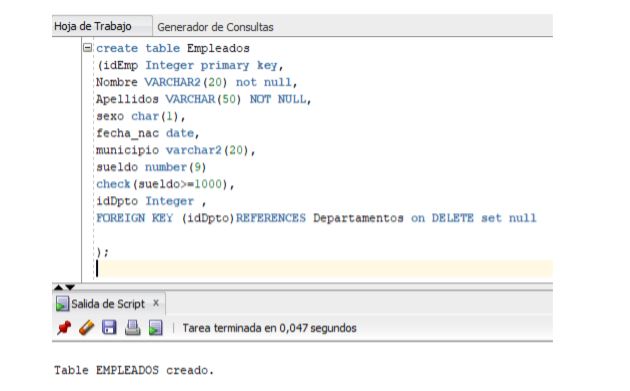 Hoja de Trabajo Generador de Consultas
create table Empleados
(idEmp Integer primary key,
Nombre VARCHAR2(20) not null,
Apellidos VARCHAR(50) NOT NULL,
sexo char(1),
fecha_nac date,
municipio varchar2(20),
sueldo number(9)
check(sueldo>=1000),
idDpto Integer ,
FOREIGN KEY (idDpto)REFERENCES Departamentos on DELETE set null
);
Salida de Script x
Tarea terminada en 0,047 segundos
Table EMPLEADOS creado.